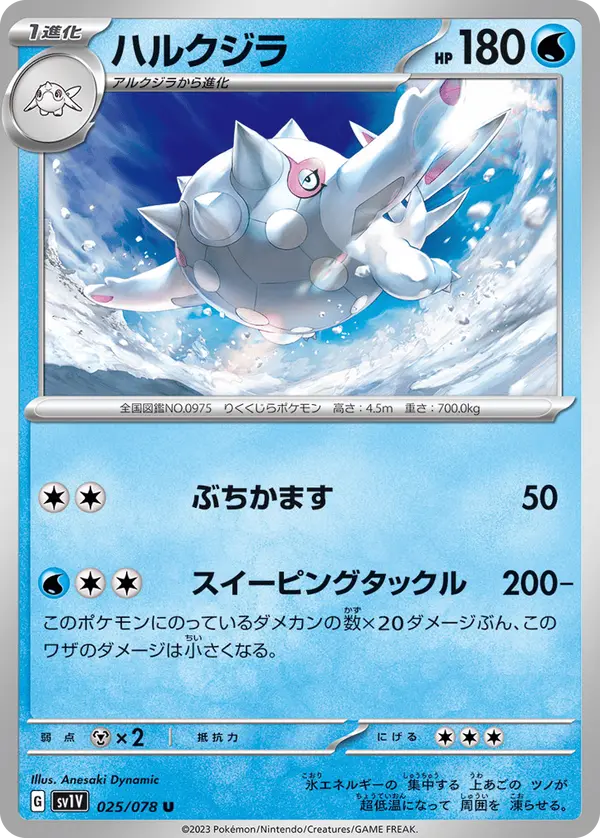 1進化
ハルクジラ
HP 180
アルクジラから進化
全国図鑑NO.0975 りくくじらポケモン 高さ:4.5m 重さ:700.0kg
ぶちかます 50
スイーピングタックル 200-
このポケモンにのっているダメカンの数×20ダメージぶん、この
ワザのダメージは小さくなる。
弱点 ×2 抵抗力 にげる
Illus. Anesaki Dynamic
G sv1V 025/078 U
氷エネルギーの 集中する 上あごの ツノが
超低温になって 周囲を 凍らせる。
©2023 Pokémon/Nintendo/Creatures/GAME FREAK.